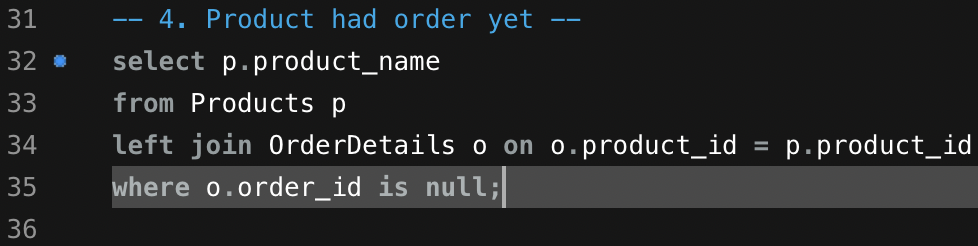 31 -- 4. Product had order yet --
32 select p.product_name
33 from Products p
34 left join OrderDetails o on o.product_id = p.product_id
35 where o.order_id is null;
36